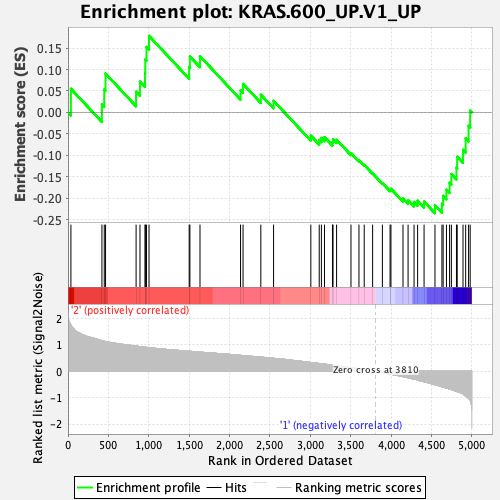 Enrichment plot: KRAS.600_UP.V1_UP
Enrichment score (ES)
0.15
0.10
0.05
0.00
-0.05
-0.10
-0.15
-0.20
-0.25
'2' (positively correlated)
Ranked list metric (Signal2Noise)
2
1
0
-1
-2
Zero cross at 3810
'1' (negatively correlated)
0 500 1,000 1,500 2,000 2,500 3,000 3,500 4,000 4,500 5,000
Rank in Ordered Dataset
Enrichment profile Hits Ranking metric scores